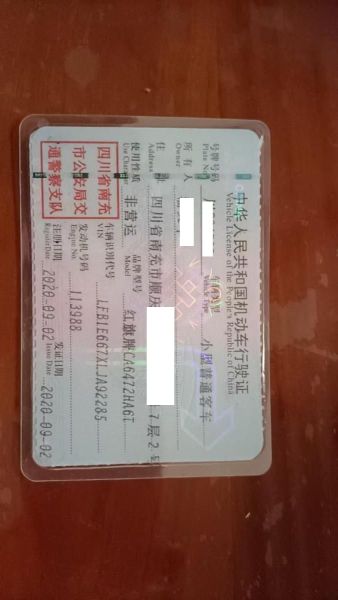 中华人民共和国机动车行驶证
Vehicle License of the People's Republic of China
号牌号码
Plate No.
车辆类型
Vehicle Type
小型普通客车
所有人
Owner
住址
Address
四川省南充市顺庆
7层2
使用性质
Use Character
非营运
品牌型号
Model
红旗牌CA6472HA6T
四川省南充
市公安局交
通警察支队
车辆识别代号
VIN
LFB1E667XLJA92285
发动机号码
Engine No.
113988
注册日期
Register Date
2020-09-02
发证日期
Issue Date
2020-09-02